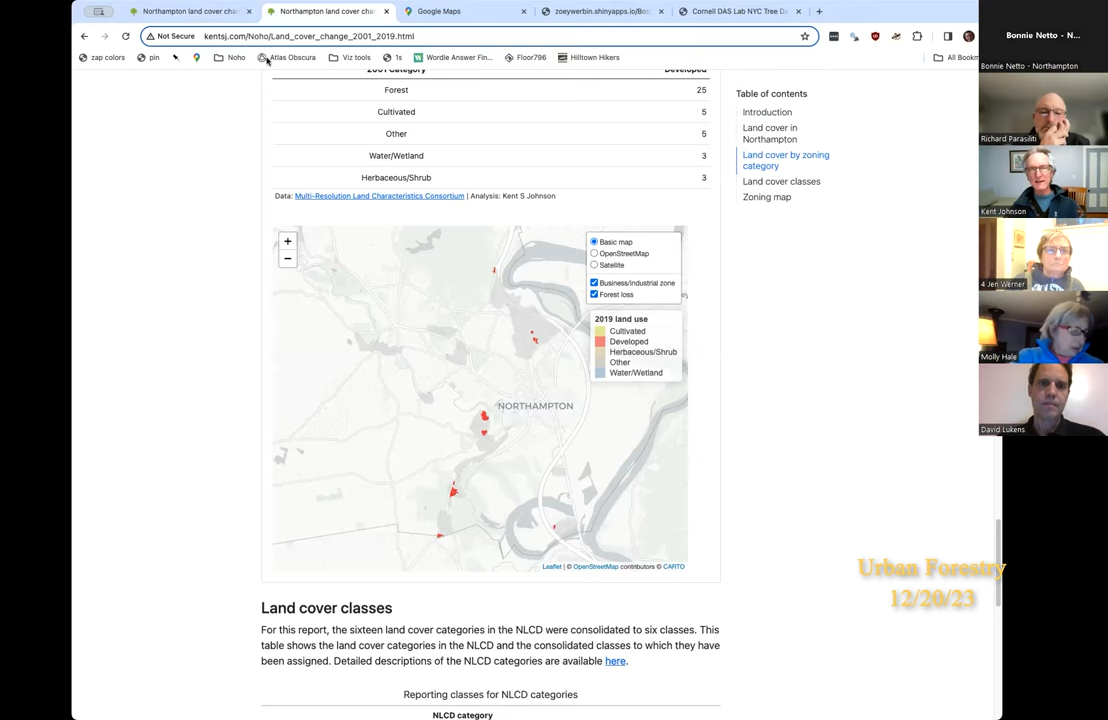 Northampton land cover chan
Northampton land cover chan
Google Maps
zoeywerbin.shinyapps.io/Bos
Cornell DAS Lab NYC Tree Da
Not Secure
kentsj.com/Noho/Land_cover_change_2001_2019.html
zap colors
pin
Noho
Atlas Obscura
Viz tools
1s
Wordle Answer Fin...
Floor796
Hilltown Hikers
All Bookm
2001 Category Developed
Forest 25
Cultivated 5
Other 5
Water/Wetland 3
Herbaceous/Shrub 3
Data: Multi-Resolution Land Characteristics Consortium | Analysis: Kent S Johnson
+
−
Basic map
OpenStreetMap
Satellite
Business/Industrial zone
Forest loss
2019 land use
Cultivated
Developed
Herbaceous/Shrub
Other
Water/Wetland
NORTHAMPTON
Leaflet | © OpenStreetMap contributors © CARTO
Land cover classes
For this report, the sixteen land cover categories in the NLCD were consolidated to six classes. This
table shows the land cover categories in the NLCD and the consolidated classes to which they have
been assigned. Detailed descriptions of the NLCD categories are available here.
Reporting classes for NLCD categories
NLCD category
Table of contents
Introduction
Land cover in
Northampton
Land cover by zoning
category
Land cover classes
Zoning map
Bonnie Netto - N...
Bonnie Netto - Northampton
Richard Parasiliti
Kent Johnson
4 Jen Werner
Molly Hale
David Lukens
Urban Forestry
12/20/23